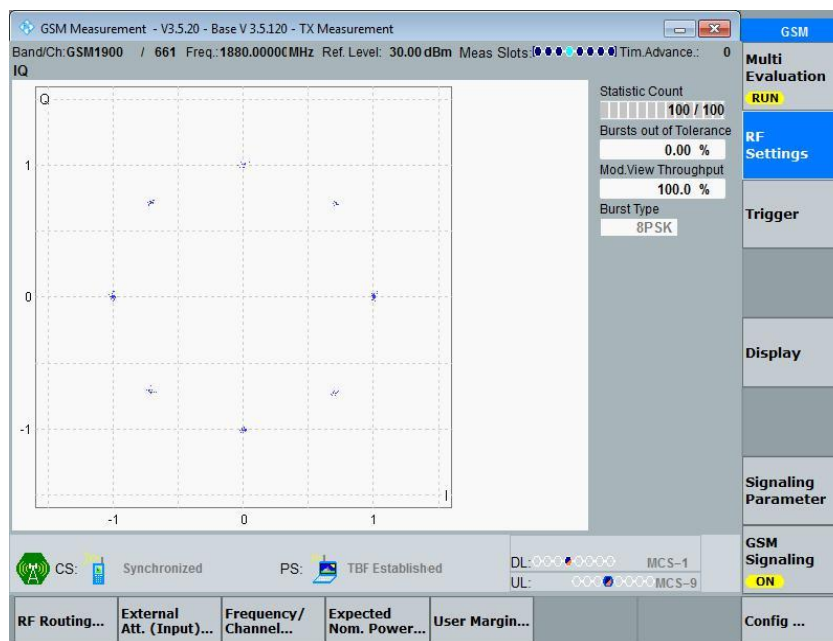 GSM Measurement - V3.5.20 - Base V 3.5.120 - TX Measurement
GSM
Band/Ch:GSM1900 / 661 Freq.:1880.0000 MHz Ref. Level: 30.00 dBm Meas Slots: Tim.Advance.: 0
IQ
Multi
Evaluation
RUN
Q
1
0
-1
I
-1 0 1
Statistic Count
100 / 100
Bursts out of Tolerance
0.00 %
Mod.View Throughput
100.0 %
Burst Type
8PSK
RF
Settings
Trigger
Display
Signaling
Parameter
GSM
Signaling
ON
CS: Synchronized PS: TBF Established DL: MCS-1
UL: MCS-9
RF Routing...
External
Att. (Input)...
Frequency/
Channel...
Expected
Nom. Power...
User Margin...
Config ...